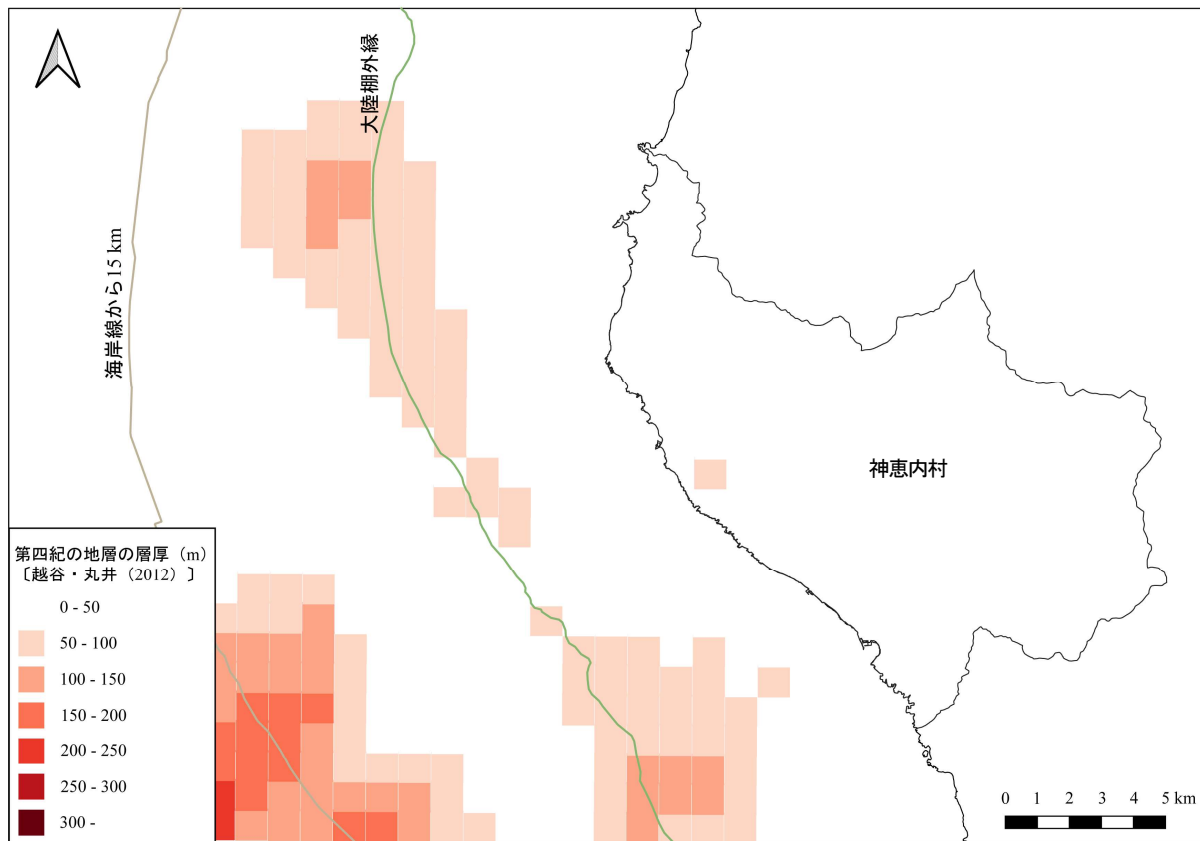 大陸棚外縁
海岸線から15 km
神恵内村
第四紀の地層の層厚（m）
〔越谷・丸井（2012）〕
0 - 50
50 - 100
100 - 150
150 - 200
200 - 250
250 - 300
300 -
0 1 2 3 4 5 km